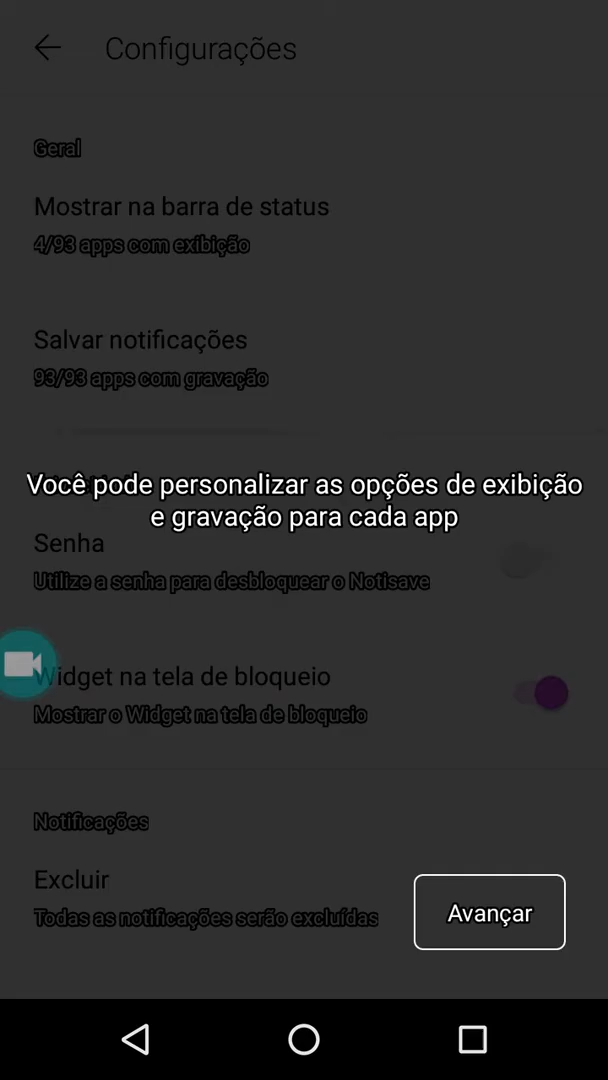 Configurações
Geral
Mostrar na barra de status
4/93 apps com exibição
Salvar notificações
93/93 apps com gravação
Você pode personalizar as opções de exibição
e gravação para cada app
Senha
Utilize a senha para desbloquear o Notisave
Widget na tela de bloqueio
Mostrar o Widget na tela de bloqueio
Notificações
Excluir
Todas as notificações serão excluídas
Avançar